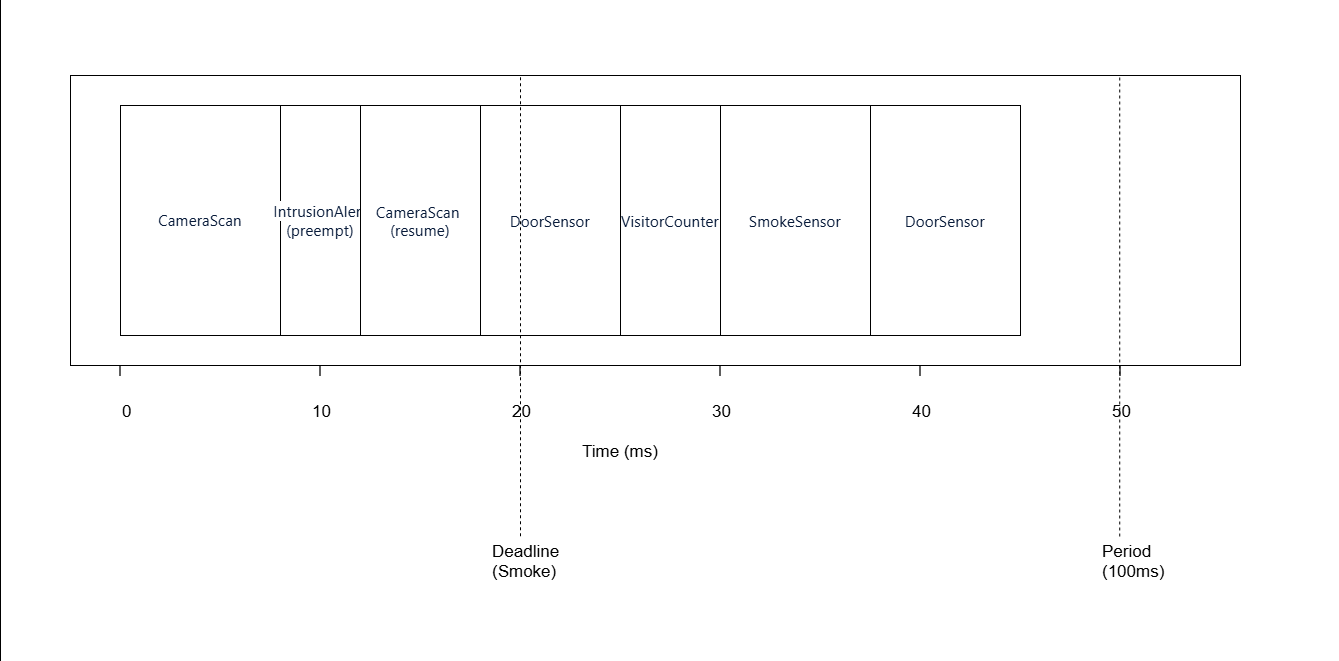 CameraScan
IntrusionAler
(preempt)
CameraScan
(resume)
DoorSensor
VisitorCounter
SmokeSensor
DoorSensor
0
10
20
30
40
50
Time (ms)
Deadline
(Smoke)
Period
(100ms)